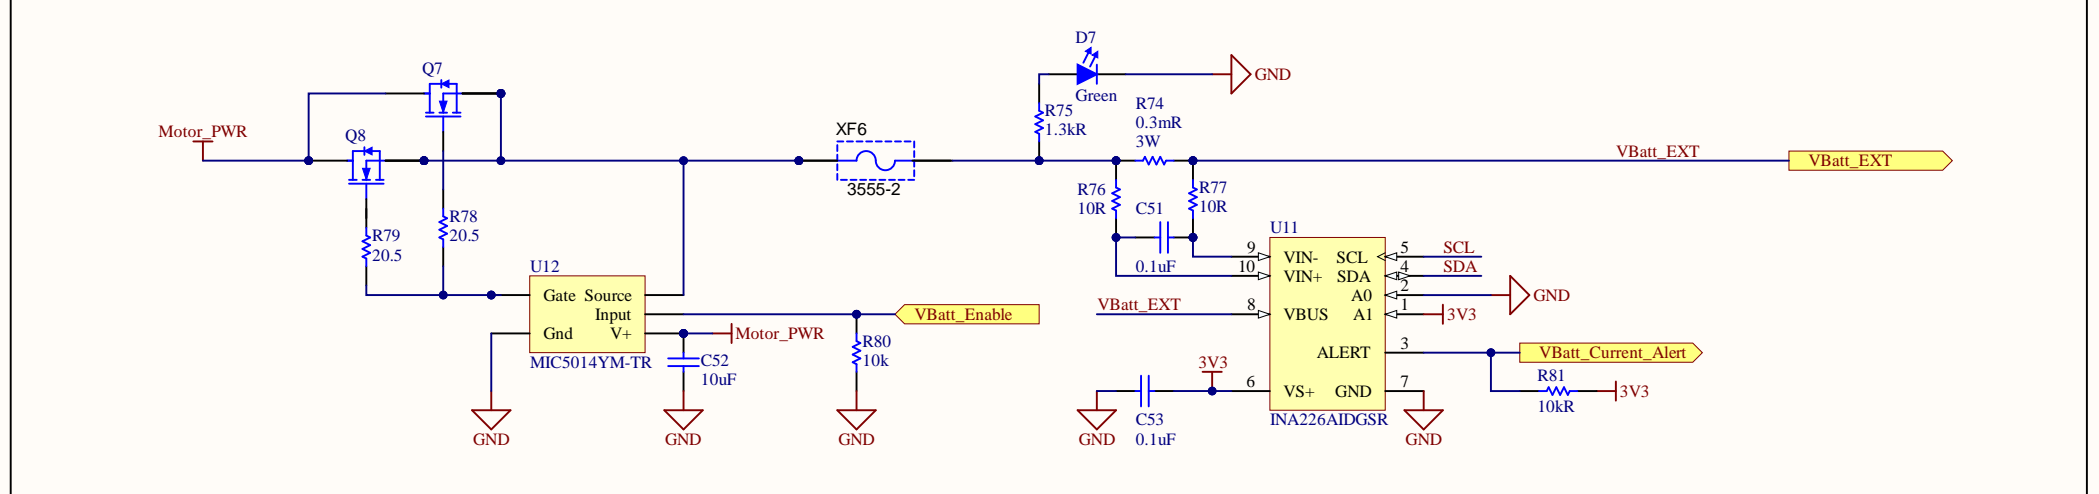 D7
Green
GND
Q7
Q8
Motor_PWR
R75
1.3kR
R74
0.3mR
3W
XF6
3555-2
VBatt_EXT
VBatt_EXT
R76
10R
R77
10R
C51
0.1uF
R79
20.5
R78
20.5
U12
Gate Source
Input
Gnd V+
MIC5014YM-TR
VBatt_Enable
Motor_PWR
C52
10uF
R80
10k
GND
GND
GND
U11
9 VIN- SCL 5 SCL
10 VIN+ SDA 4 SDA
A0 2 GND
VBatt_EXT 8 VBUS A1 1 3V3
ALERT 3 VBatt_Current_Alert
3V3 6 VS+ GND 7
INA226AIDGSR
R81
10kR
3V3
C53
0.1uF
GND
GND